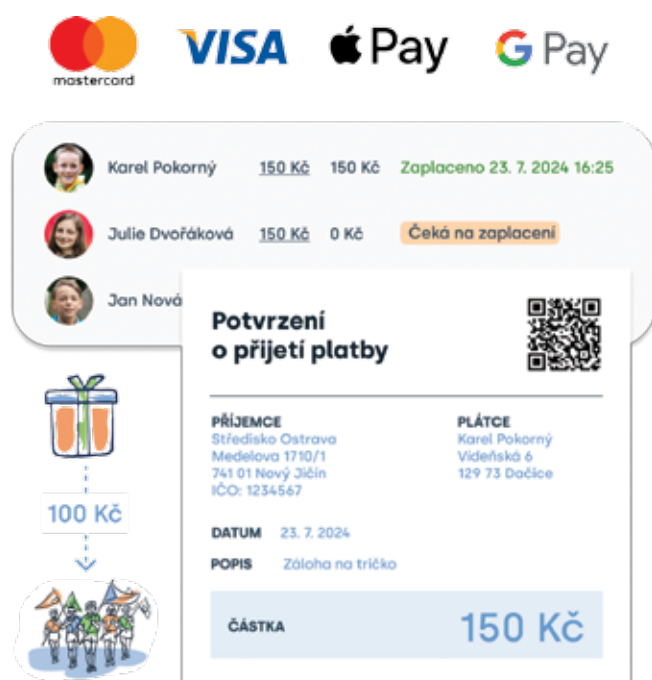 mastercard
VISA
Pay
G Pay
Karel Pokorný 150 Kč 150 Kč Zaplaceno 23. 7. 2024 16:25
Julie Dvořáková 150 Kč 0 Kč Čeká na zaplacení
Jan Nová
Potvrzení
o přijetí platby
PŘÍJEMCE
Středisko Ostrava
Medelova 1710/1
741 01 Nový Jičín
IČO: 1234567
PLÁTCE
Karel Pokorný
Vídeňská 6
129 73 Dačice
100 Kč
DATUM 23. 7. 2024
POPIS Záloha na tričko
ČÁSTKA 150 Kč